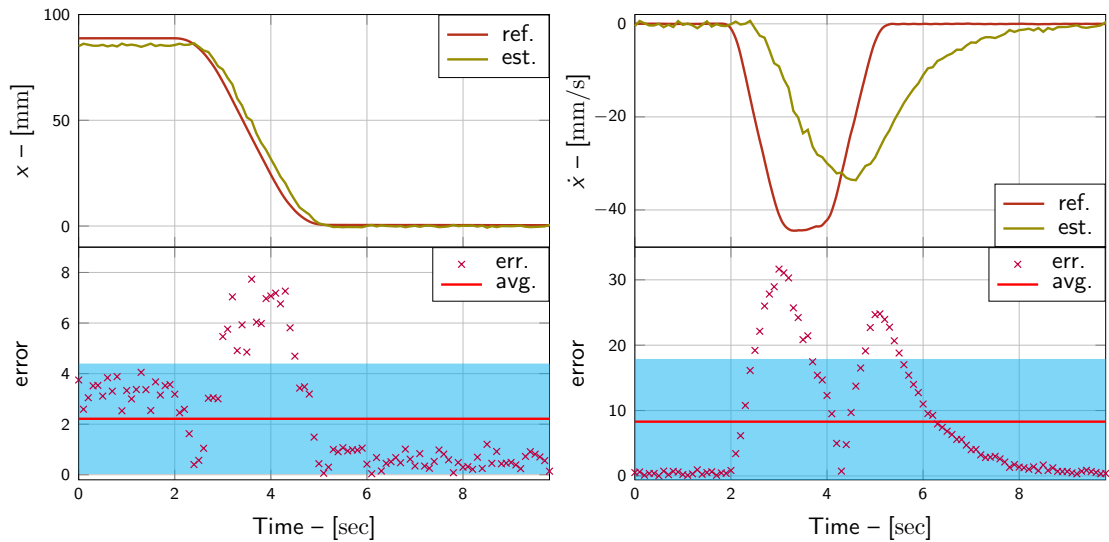 100
50
0
x – [mm]
ref.
est.
8
6
4
2
0
error
err.
avg.
0 2 4 6 8
Time – [sec]
0
−20
−40
ẋ – [mm/s]
ref.
est.
30
20
10
0
error
err.
avg.
0 2 4 6 8
Time – [sec]